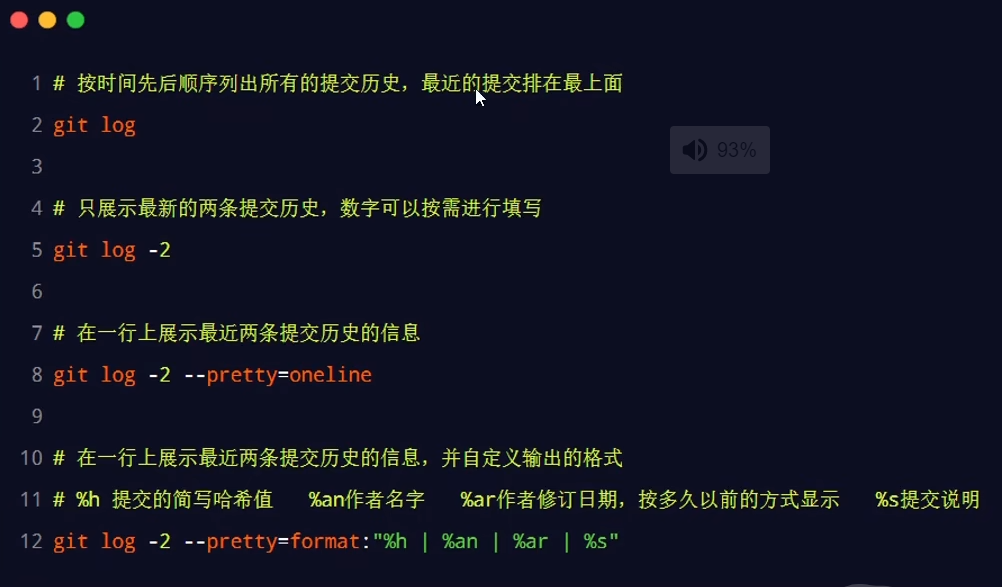 1 # 按时间先后顺序列出所有的提交历史，最近的提交排在最上面
2 git log
93%
3
4 # 只展示最新的两条提交历史，数字可以按需进行填写
5 git log -2
6
7 # 在一行上展示最近两条提交历史的信息
8 git log -2 --pretty=oneline
9
10 # 在一行上展示最近两条提交历史的信息，并自定义输出的格式
11 # %h 提交的简写哈希值 %an作者名字 %ar作者修订日期，按多久以前的方式显示 %s提交说明
12 git log -2 --pretty=format:"%h | %an | %ar | %s"